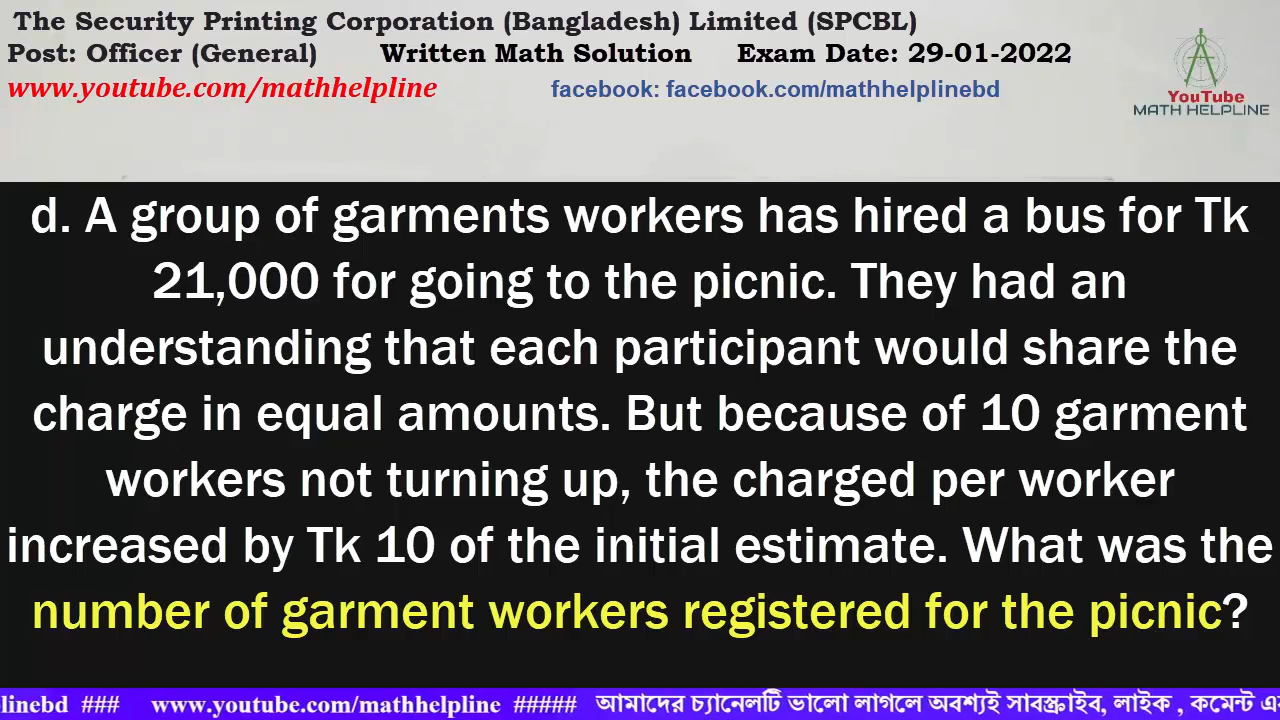 The Security Printing Corporation (Bangladesh) Limited (SPCBL)
Post: Officer (General) Written Math Solution Exam Date: 29-01-2022
www.youtube.com/mathhelpline facebook: facebook.com/mathhelplinebd
YouTube
MATH HELPLINE
d. A group of garments workers has hired a bus for Tk
21,000 for going to the picnic. They had an
understanding that each participant would share the
charge in equal amounts. But because of 10 garment
workers not turning up, the charged per worker
increased by Tk 10 of the initial estimate. What was the
number of garment workers registered for the picnic?
linebd ### www.youtube.com/mathhelpline ##### আমাদের চ্যানেলটি ভালো লাগলে অবশ্যই সাবস্ক্রাইব, লাইক , কমেন্ট এ